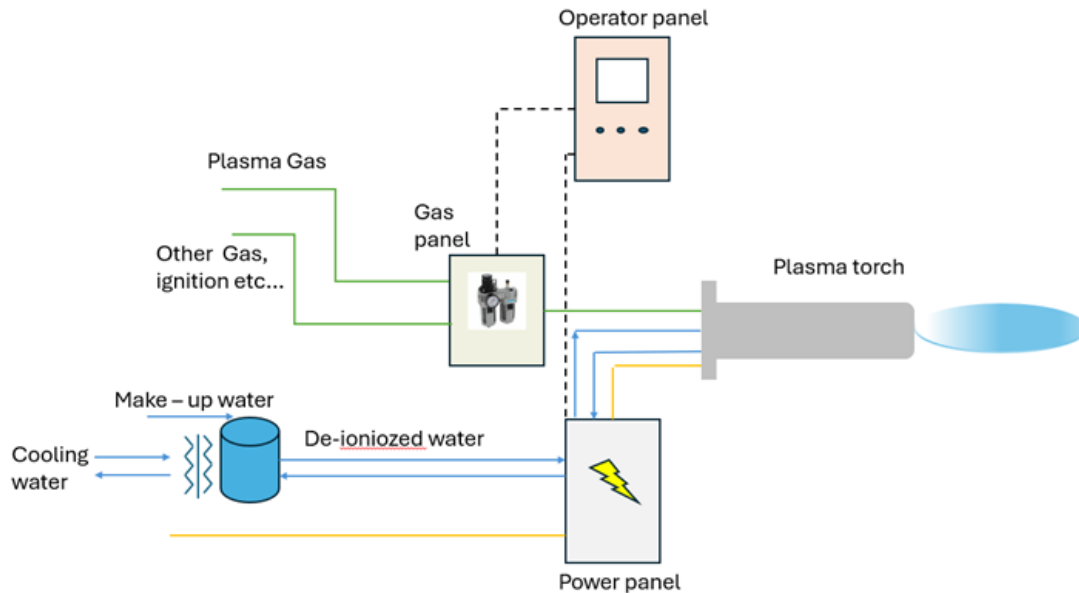 Operator panel
Plasma Gas
Gas
panel
Other  Gas,
ignition etc...
Plasma torch
Make – up water
De-ioniozed water
Cooling
water
Power panel